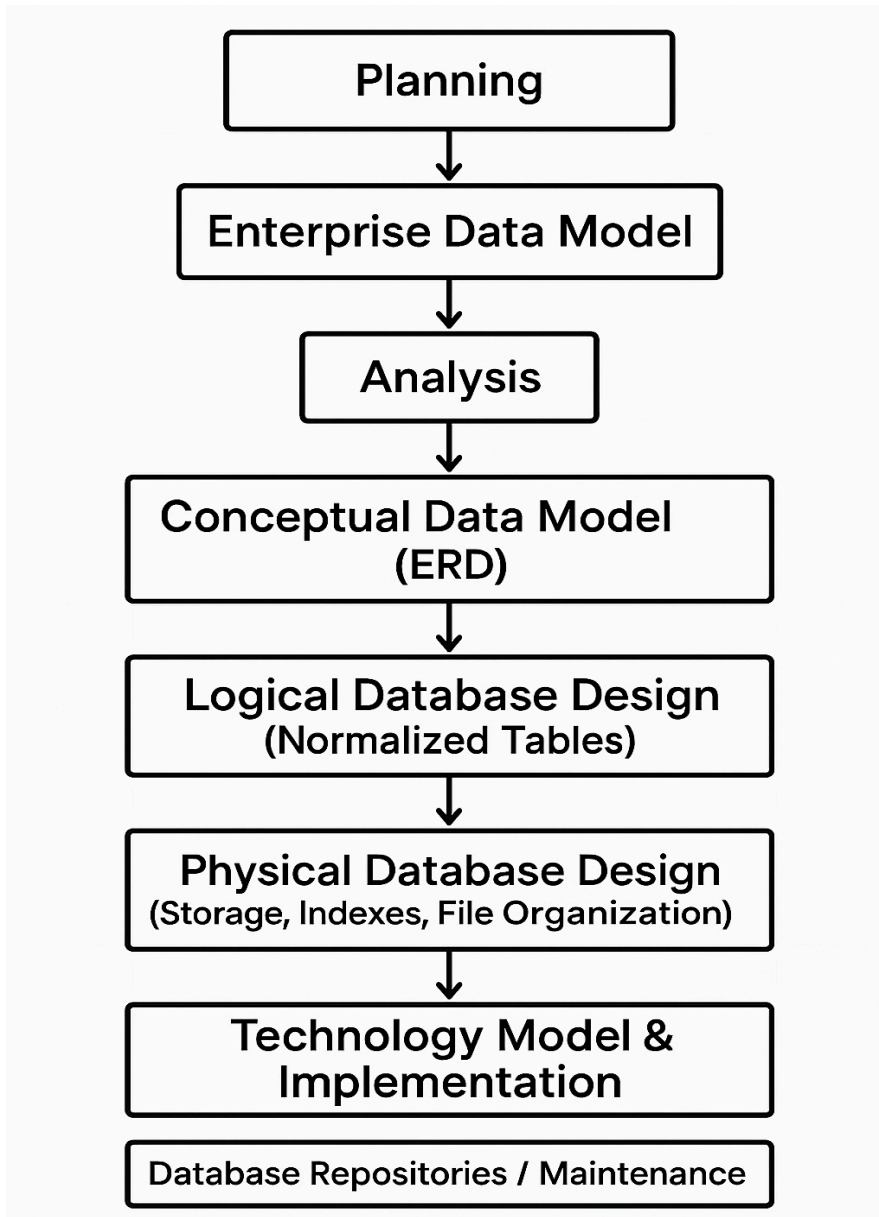 Planning
Enterprise Data Model
Analysis
Conceptual Data Model
(ERD)
Logical Database Design
(Normalized Tables)
Physical Database Design
(Storage, Indexes, File Organization)
Technology Model &
Implementation
Database Repositories / Maintenance